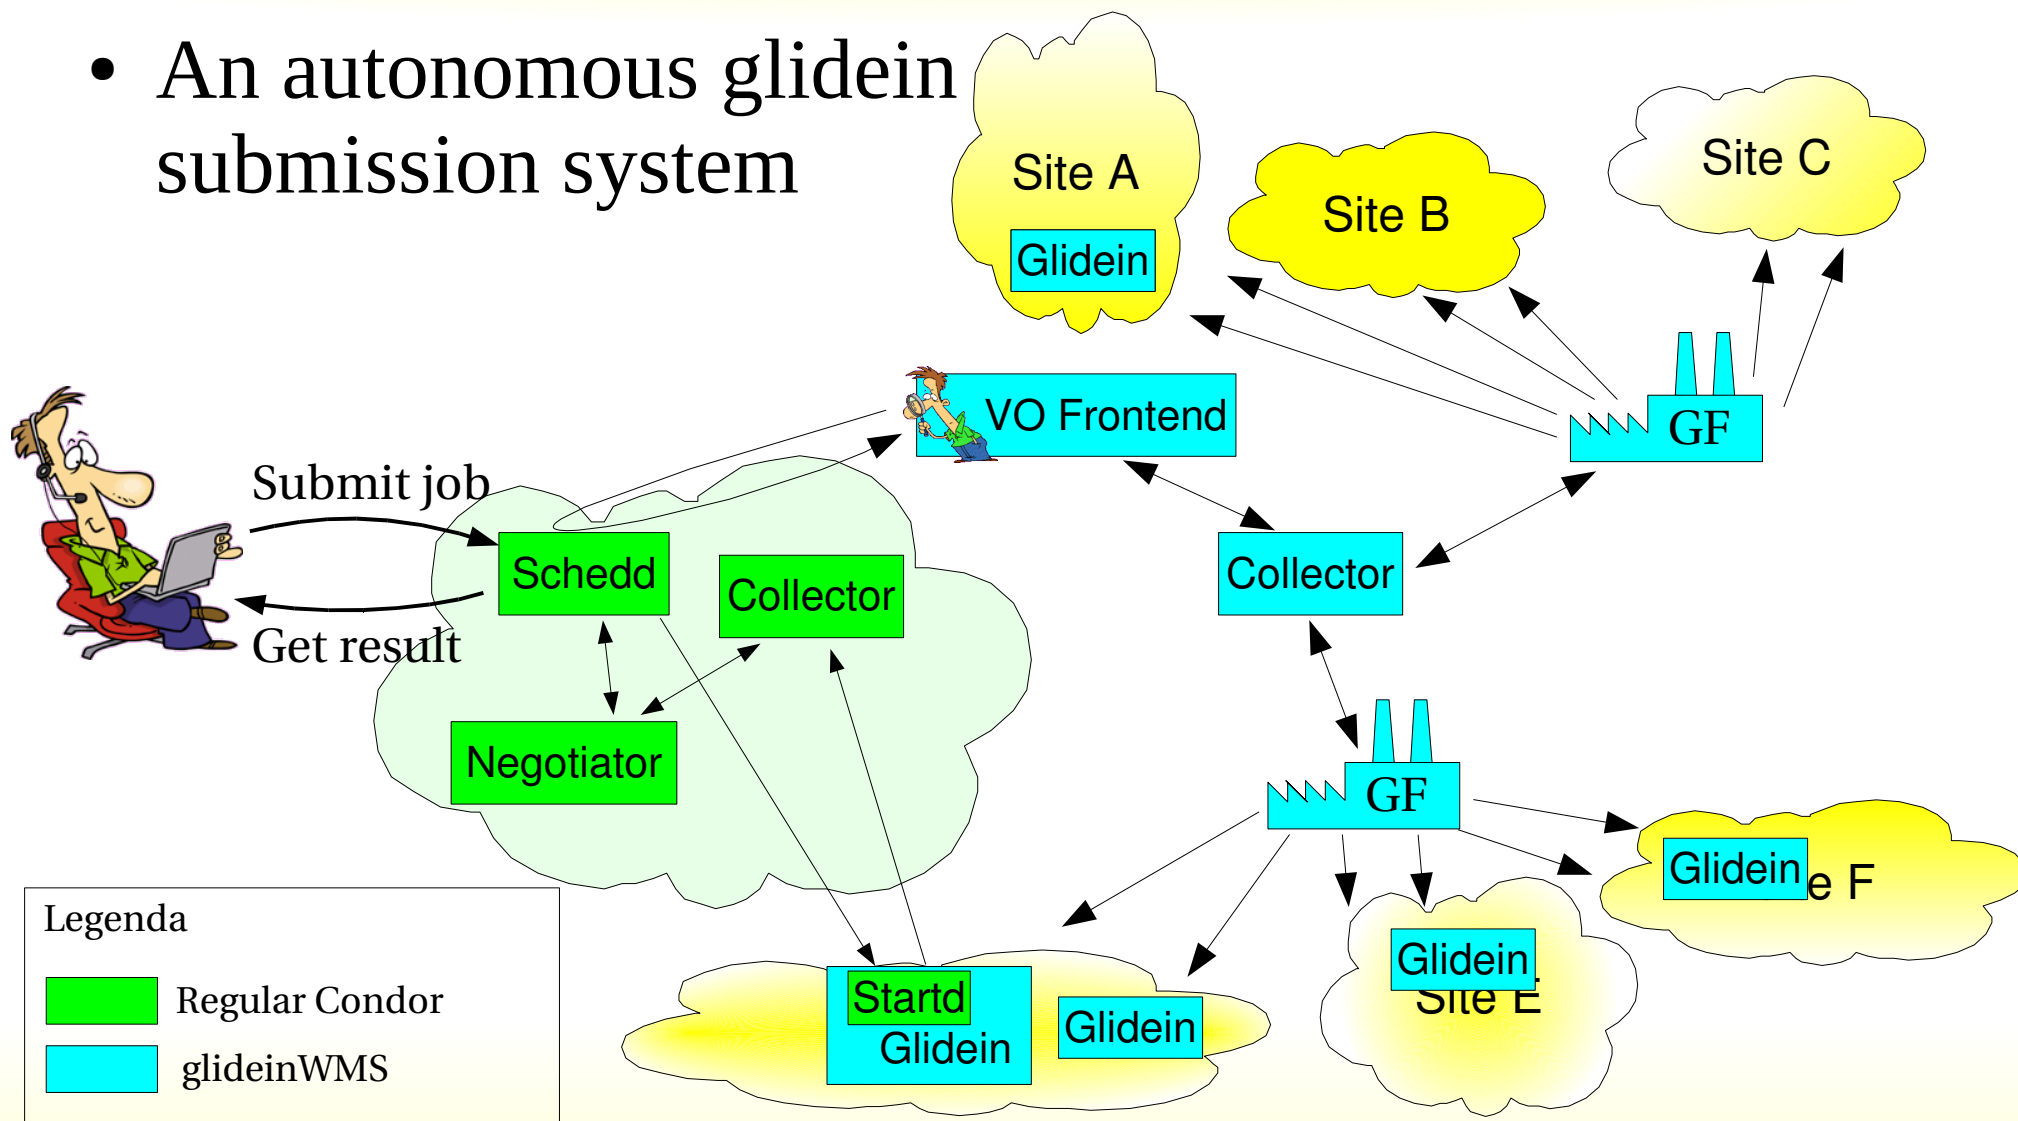 • An autonomous glidein
submission system
Site A
Glidein
Site B
Site C
VO Frontend
GF
Submit job
Schedd
Collector
Collector
Get result
Negotiator
GF
Glidein
e F
Glidein
Site E
Startd
Glidein
Glidein
Legenda
Regular Condor
glideinWMS